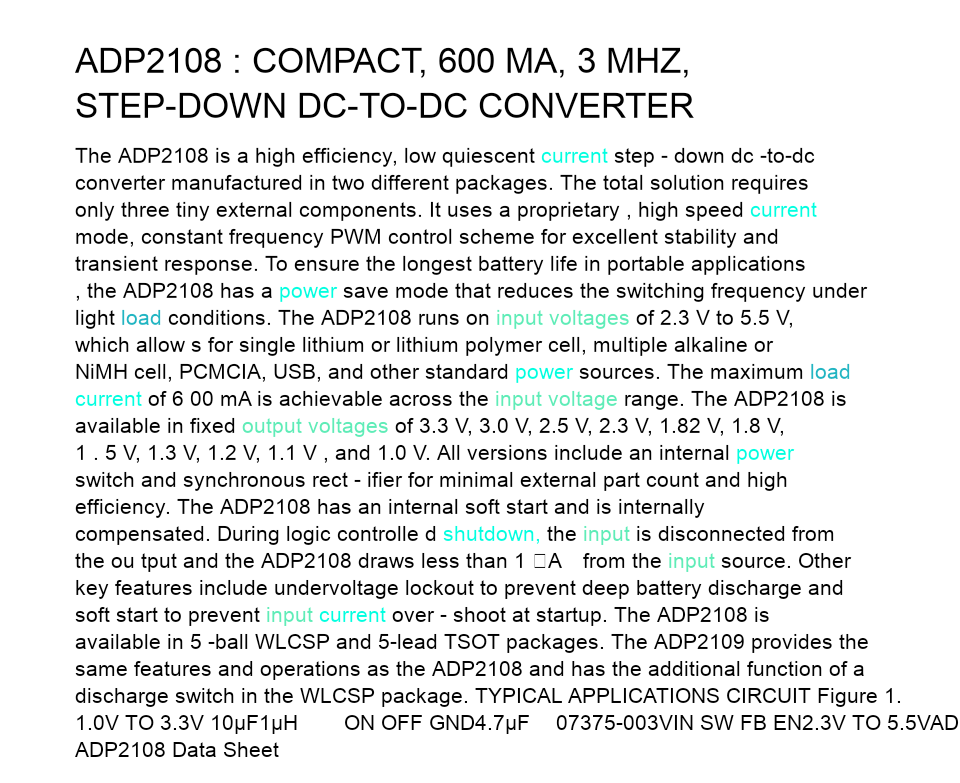 ADP2108 : COMPACT, 600 MA, 3 MHZ,
STEP-DOWN DC-TO-DC CONVERTER
The ADP2108 is a high efficiency, low quiescent current step - down dc -to-dc
converter manufactured in two different packages. The total solution requires
only three tiny external components. It uses a proprietary , high speed current
mode, constant frequency PWM control scheme for excellent stability and
transient response. To ensure the longest battery life in portable applications
, the ADP2108 has a power save mode that reduces the switching frequency under
light load conditions. The ADP2108 runs on input voltages of 2.3 V to 5.5 V,
which allow s for single lithium or lithium polymer cell, multiple alkaline or
NiMH cell, PCMCIA, USB, and other standard power sources. The maximum load
current of 6 00 mA is achievable across the input voltage range. The ADP2108 is
available in fixed output voltages of 3.3 V, 3.0 V, 2.5 V, 2.3 V, 1.82 V, 1.8 V,
1 . 5 V, 1.3 V, 1.2 V, 1.1 V , and 1.0 V. All versions include an internal power
switch and synchronous rect - ifier for minimal external part count and high
efficiency. The ADP2108 has an internal soft start and is internally
compensated. During logic controlle d shutdown, the input is disconnected from
the ou tput and the ADP2108 draws less than 1 □A from the input source. Other
key features include undervoltage lockout to prevent deep battery discharge and
soft start to prevent input current over - shoot at startup. The ADP2108 is
available in 5 -ball WLCSP and 5-lead TSOT packages. The ADP2109 provides the
same features and operations as the ADP2108 and has the additional function of a
discharge switch in the WLCSP package. TYPICAL APPLICATIONS CIRCUIT Figure 1.
1.0V TO 3.3V 10µF1µH ON OFF GND4.7µF 07375-003VIN SW FB EN2.3V TO 5.5VAD
ADP2108 Data Sheet